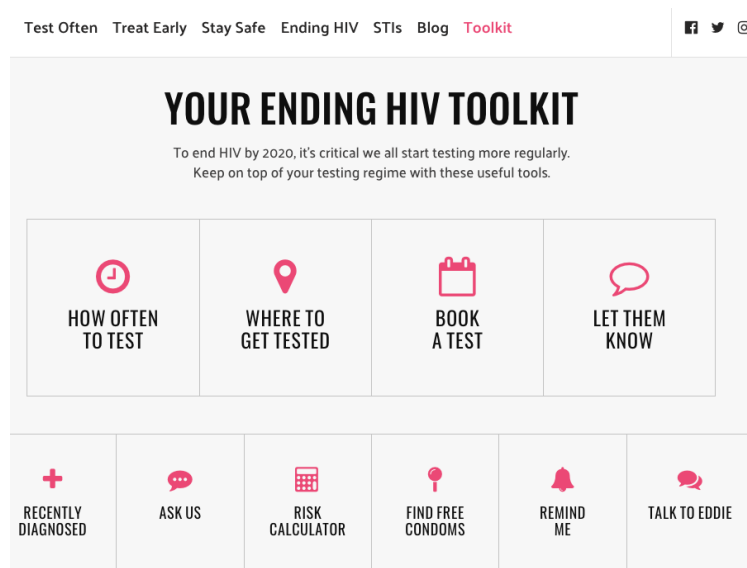 Test Often Treat Early Stay Safe Ending HIV STIs Blog Toolkit
YOUR ENDING HIV TOOLKIT
To end HIV by 2020, it's critical we all start testing more regularly.
Keep on top of your testing regime with these useful tools.
HOW OFTEN
TO TEST
WHERE TO
GET TESTED
BOOK
A TEST
LET THEM
KNOW
RECENTLY
DIAGNOSED
ASK US
RISK
CALCULATOR
FIND FREE
CONDOMS
REMIND
ME
TALK TO EDDIE